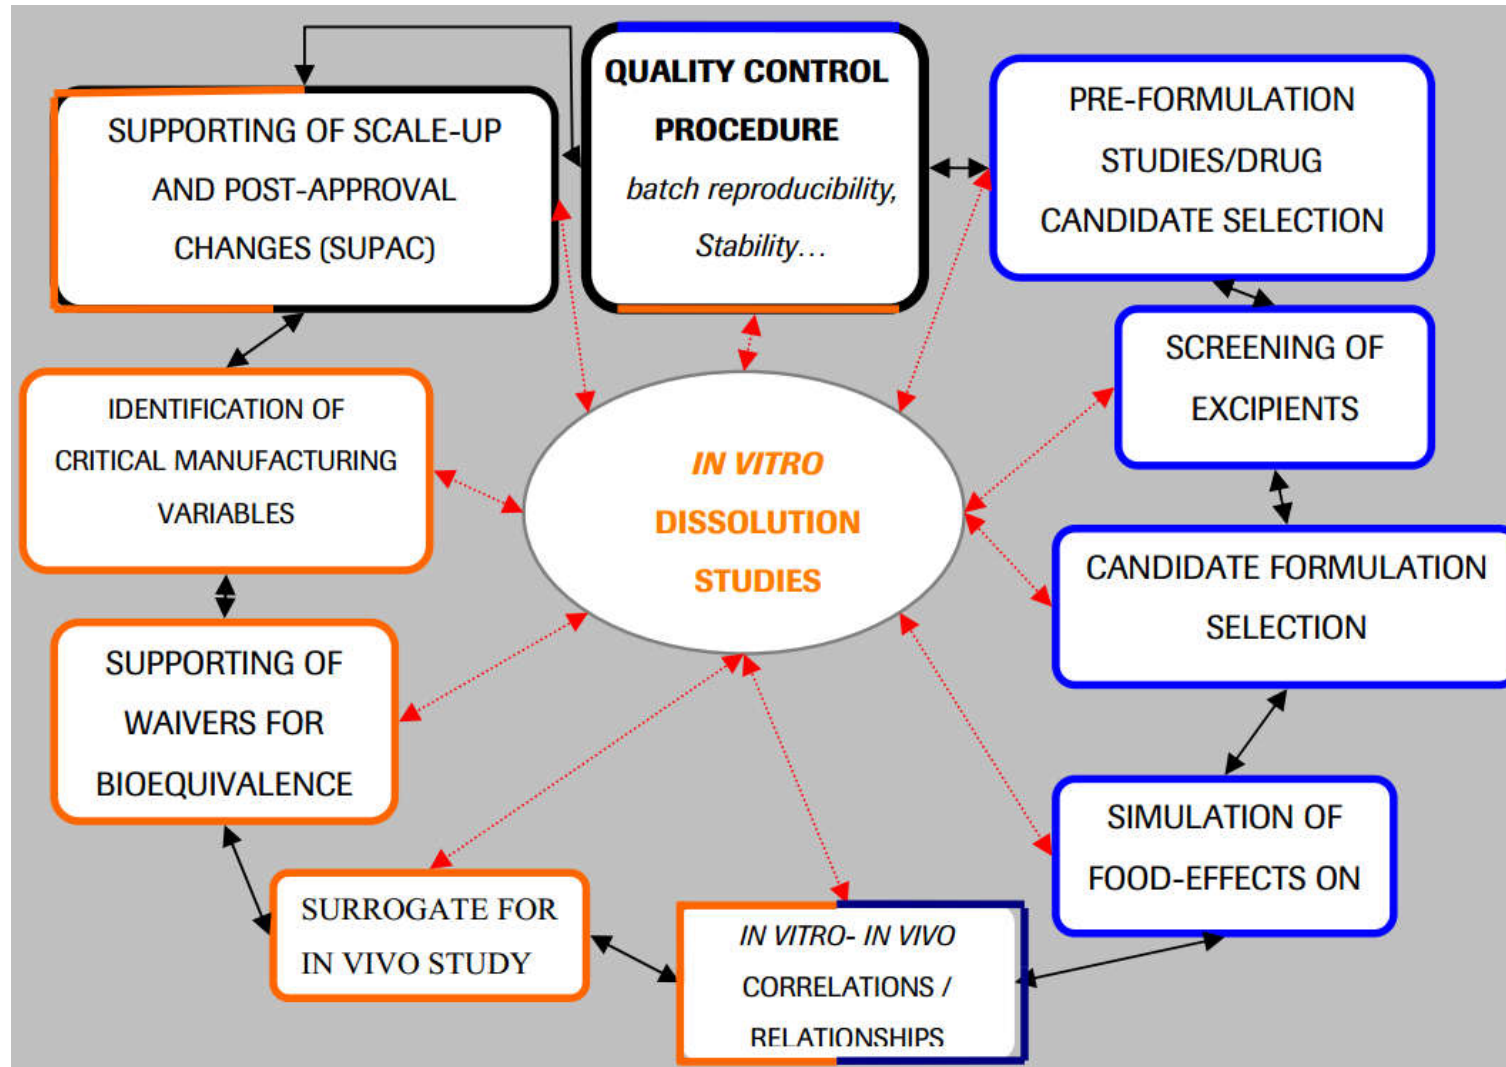 QUALITY CONTROL
PROCEDURE
batch reproducibility,
Stability…
PRE-FORMULATION
STUDIES/DRUG
CANDIDATE SELECTION
SUPPORTING OF SCALE-UP
AND POST-APPROVAL
CHANGES (SUPAC)
SCREENING OF
EXCIPIENTS
IDENTIFICATION OF
CRITICAL MANUFACTURING
VARIABLES
IN VITRO
DISSOLUTION
STUDIES
CANDIDATE FORMULATION
SELECTION
SUPPORTING OF
WAIVERS FOR
BIOEQUIVALENCE
SIMULATION OF
FOOD-EFFECTS ON
SURROGATE FOR
IN VIVO STUDY
IN VITRO- IN VIVO
CORRELATIONS /
RELATIONSHIPS